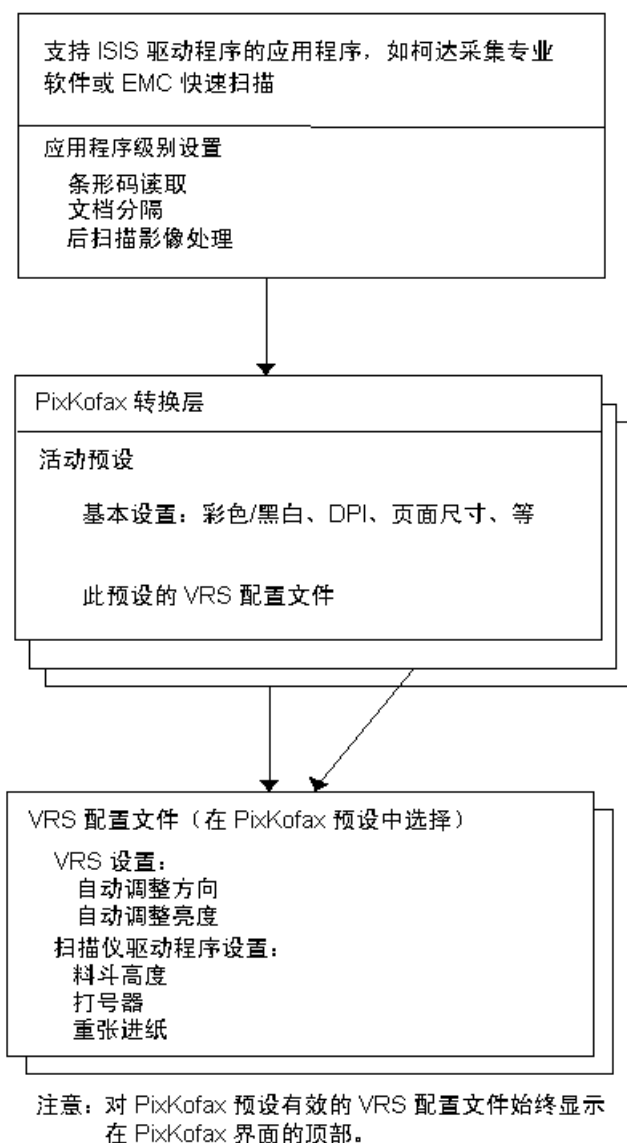 支持 ISIS 驱动程序的应用程序，如柯达采集专业
软件或 EMC 快速扫描
应用程序级别设置
条形码读取
文档分隔
后扫描影像处理
PixKofax 转换层
活动预设
基本设置：彩色/黑白、DPI、页面尺寸、等
此预设的 VRS 配置文件
VRS 配置文件（在 PixKofax 预设中选择）
VRS 设置：
自动调整方向
自动调整亮度
扫描仪驱动程序设置：
料斗高度
打号器
重张进纸
注意：对 PixKofax 预设有效的 VRS 配置文件始终显示
在 PixKofax 界面的顶部。